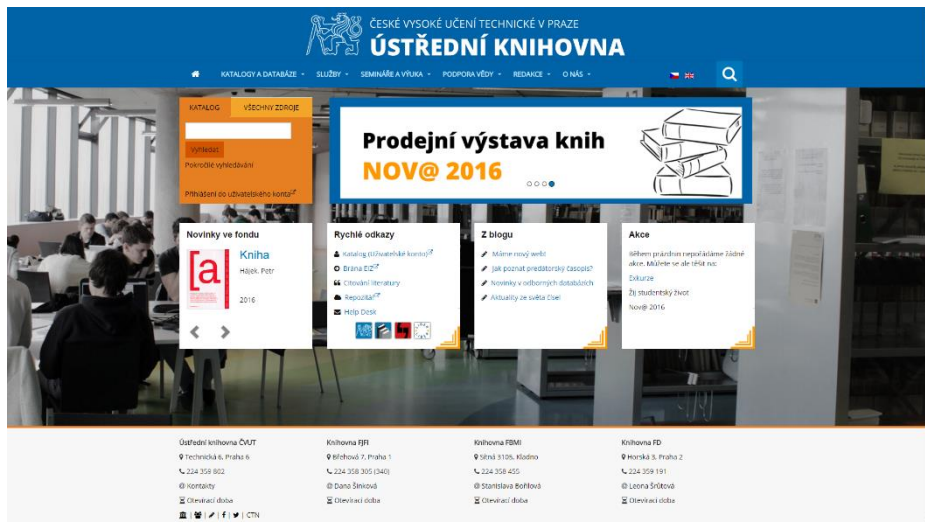 ČESKÉ VYSOKÉ UČENÍ TECHNICKÉ V PRAZE
ÚSTŘEDNÍ KNIHOVNA
KATALOGY A DATABÁZE
SLUŽBY
SEMINÁŘE A VÝUKA
PODPORA VĚDY
REDAKCE
O NÁS
KATALOG
VŠECHNY ZDROJE
Vyhledat
Pokročilé vyhledávání
Přihlášení do uživatelského konta
Prodejní výstava knih
NOV@ 2016
Novinky ve fondu
Kniha
Hájek, Petr
2016
Rychlé odkazy
Katalog (Uživatelské konto)
Brána EIZ
Citování literatury
Repozitář
Help Desk
Z blogu
Máme nový web!
Jak poznat predátorský časopis?
Novinky v odborných databázích
Aktuality ze světa čísel
Akce
Během prázdnin nepořádáme žádné
akce. Můžete se ale těšit na:
Exkurze
Žij studentský život
Nov@ 2016
Ústřední knihovna ČVUT
Technická 6, Praha 6
224 359 802
@ Kontakty
Otevírací doba
| CTN
Knihovna FJFI
Břehová 7, Praha 1
224 358 305 (340)
@ Dana Šinková
Otevírací doba
Knihovna FBMI
Sítná 3105, Kladno
224 358 455
@ Stanislava Bohlová
Otevírací doba
Knihovna FD
Horská 3, Praha 2
224 359 191
@ Leona Šrůtová
Otevírací doba